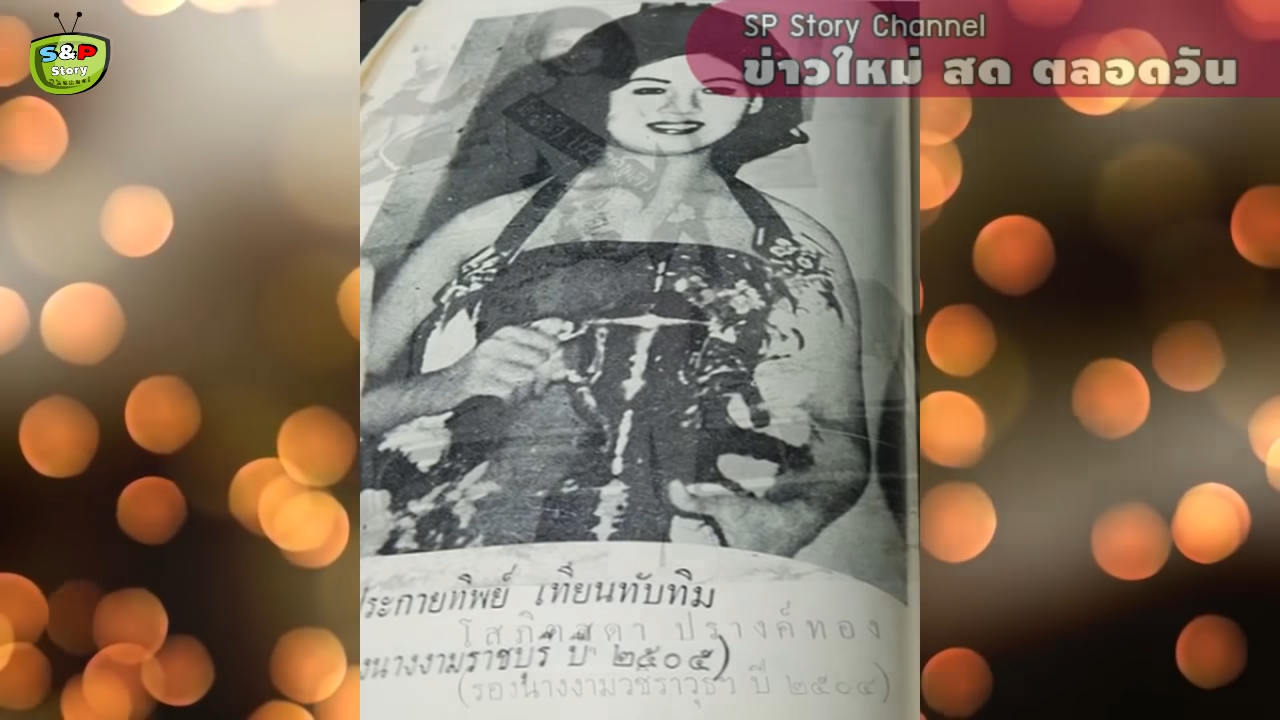 S&P
Story
SP Story Channel
ข่าวใหม่ สด ตลอดวัน
ประกายทิพย์ เทียนทับทิม
โสภิตสุดา ปรางค์ทอง
งนางงามราชบุรี ปี ๒๕๐๕)
(รองนางงามวชิราวุธฯ ปี ๒๕๐๔)